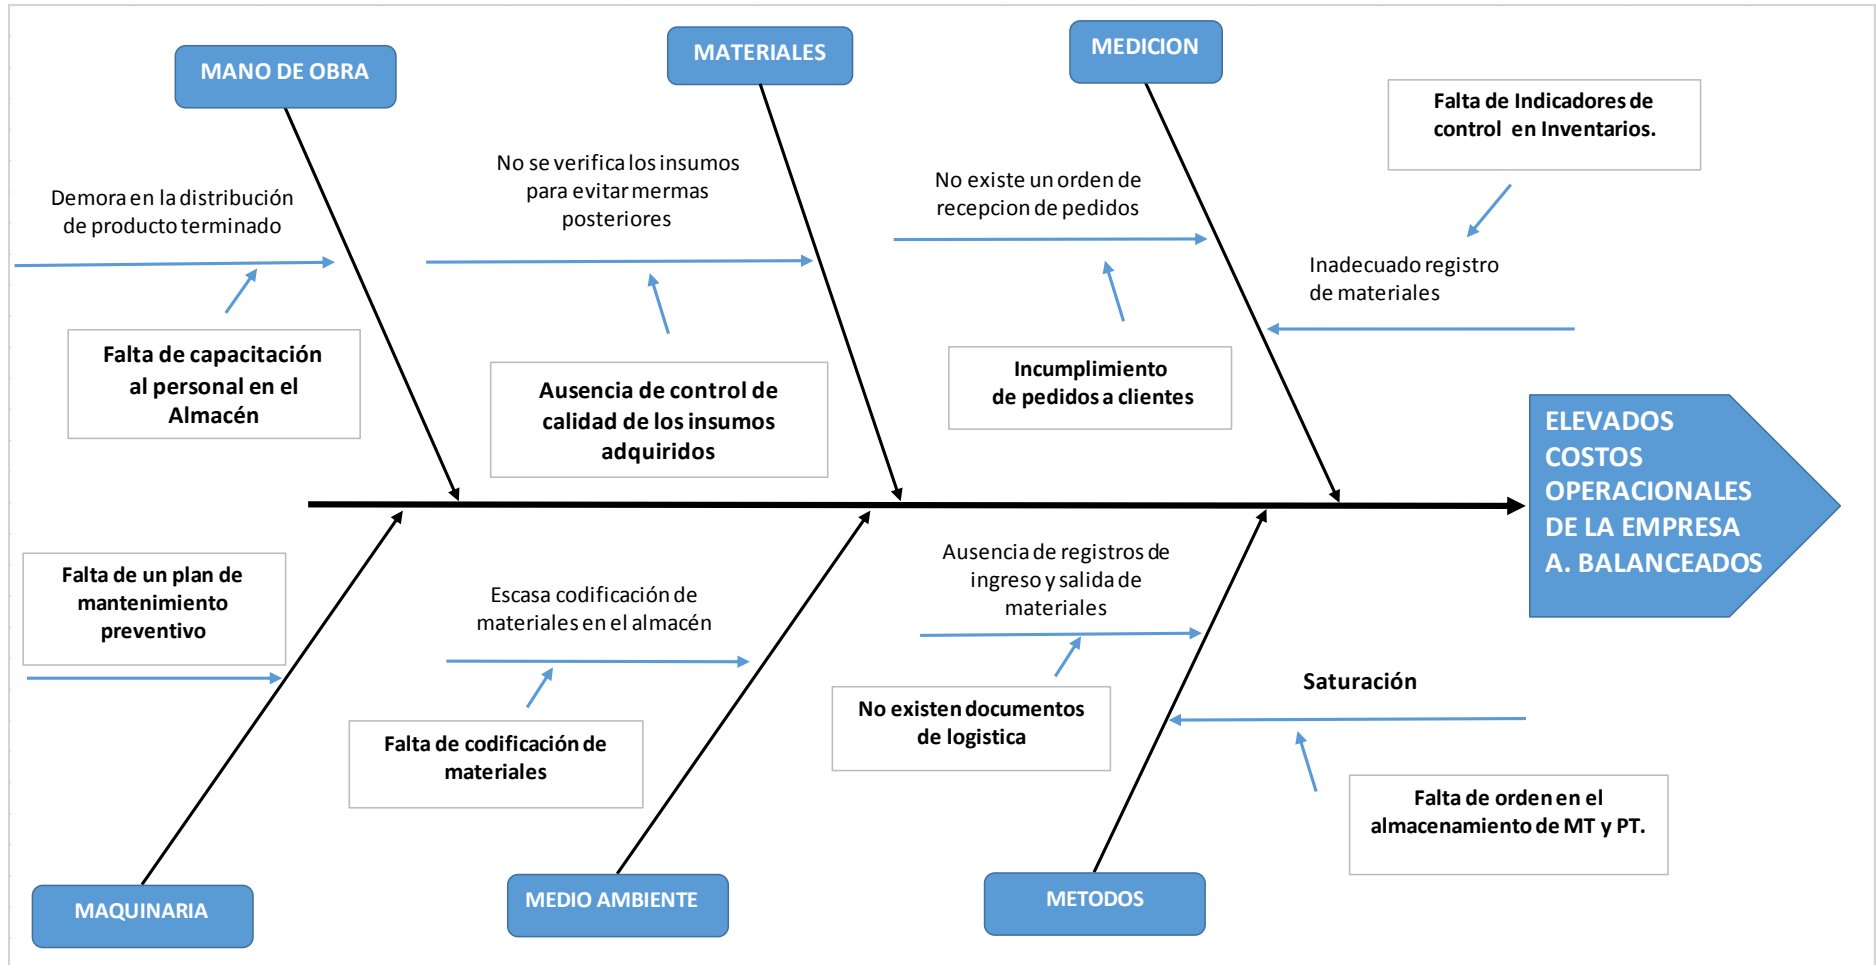 MANO DE OBRA
MATERIALES
MEDICION
Falta de Indicadores de
control en Inventarios.
Demora en la distribución
de producto terminado
No se verifica los insumos
para evitar mermas
posteriores
No existe un orden de
recepcion de pedidos
Inadecuado registro
de materiales
Falta de capacitación
al personal en el
Almacén
Ausencia de control de
calidad de los insumos
adquiridos
Incumplimiento
de pedidos a clientes
ELEVADOS
COSTOS
OPERACIONALES
DE LA EMPRESA
A. BALANCEADOS
Falta de un plan de
mantenimiento
preventivo
Escasa codificación de
materiales en el almacén
Ausencia de registros de
ingreso y salida de
materiales
Saturación
Falta de codificación de
materiales
No existen documentos
de logistica
Falta de orden en el
almacenamiento de MT y PT.
MAQUINARIA
MEDIO AMBIENTE
METODOS